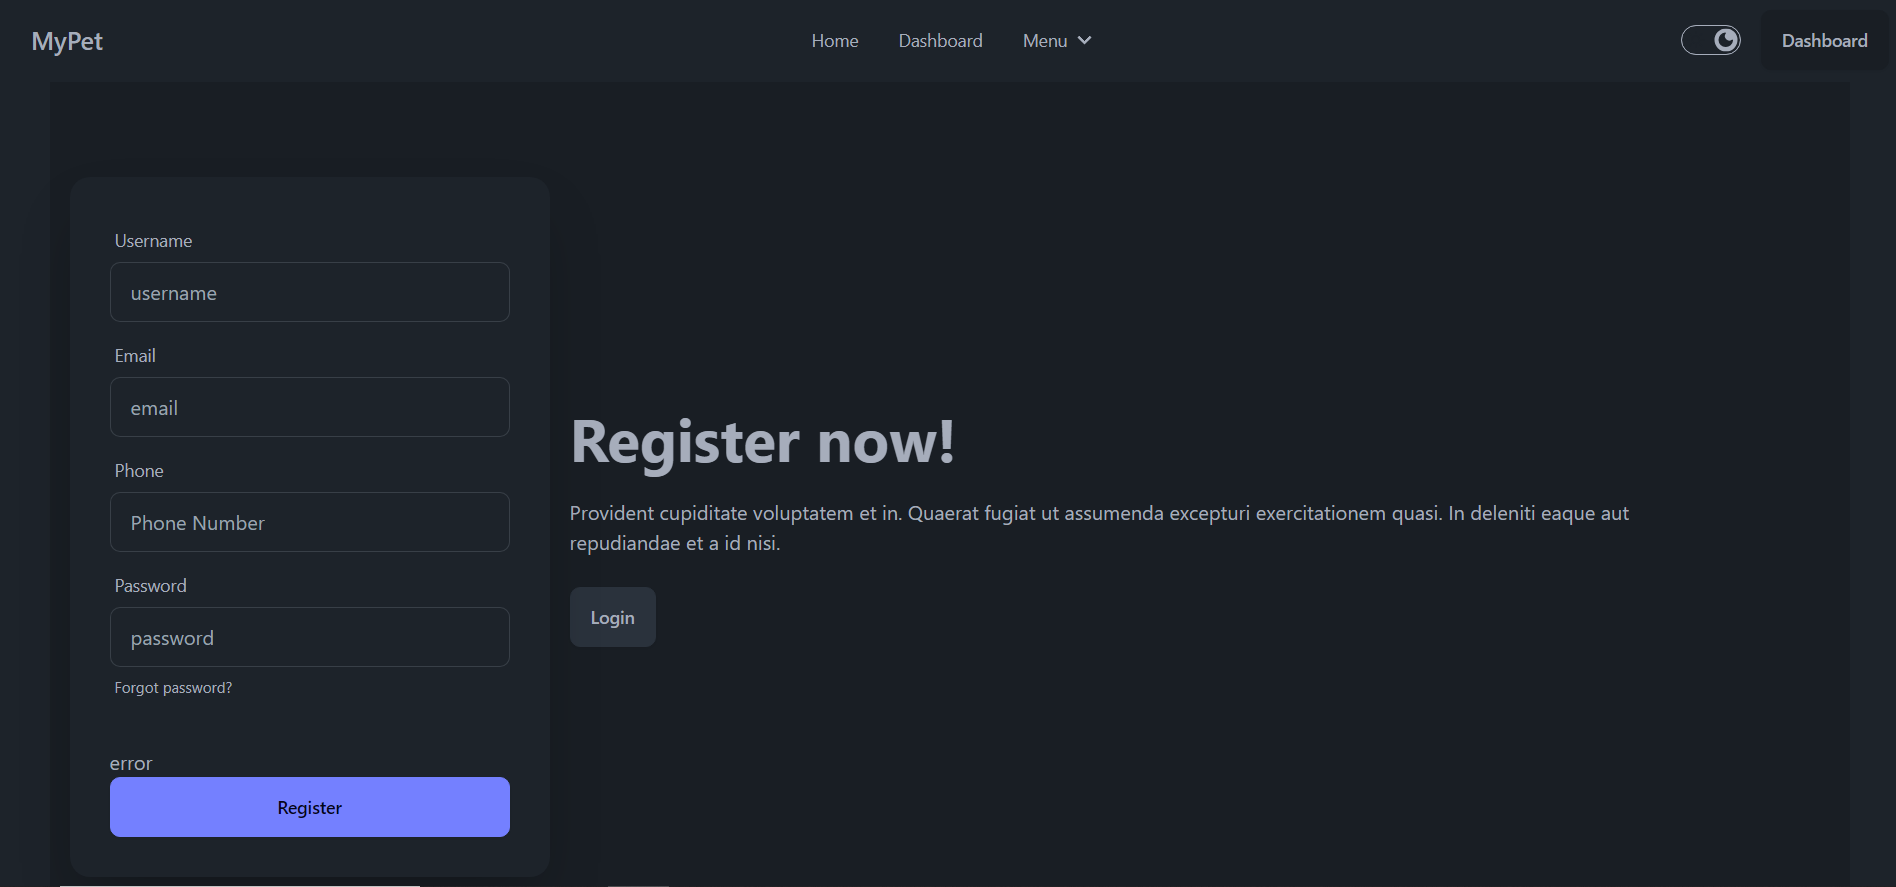 MyPet
Home
Dashboard
Menu
Dashboard
Username
username
Email
email
Phone
Phone Number
Password
password
Forgot password?
error
Register
Register now!
Provident cupiditate voluptatem et in. Quaerat fugiat ut assumenda excepturi exercitationem quasi. In deleniti eaque aut
repudiandae et a id nisi.
Login